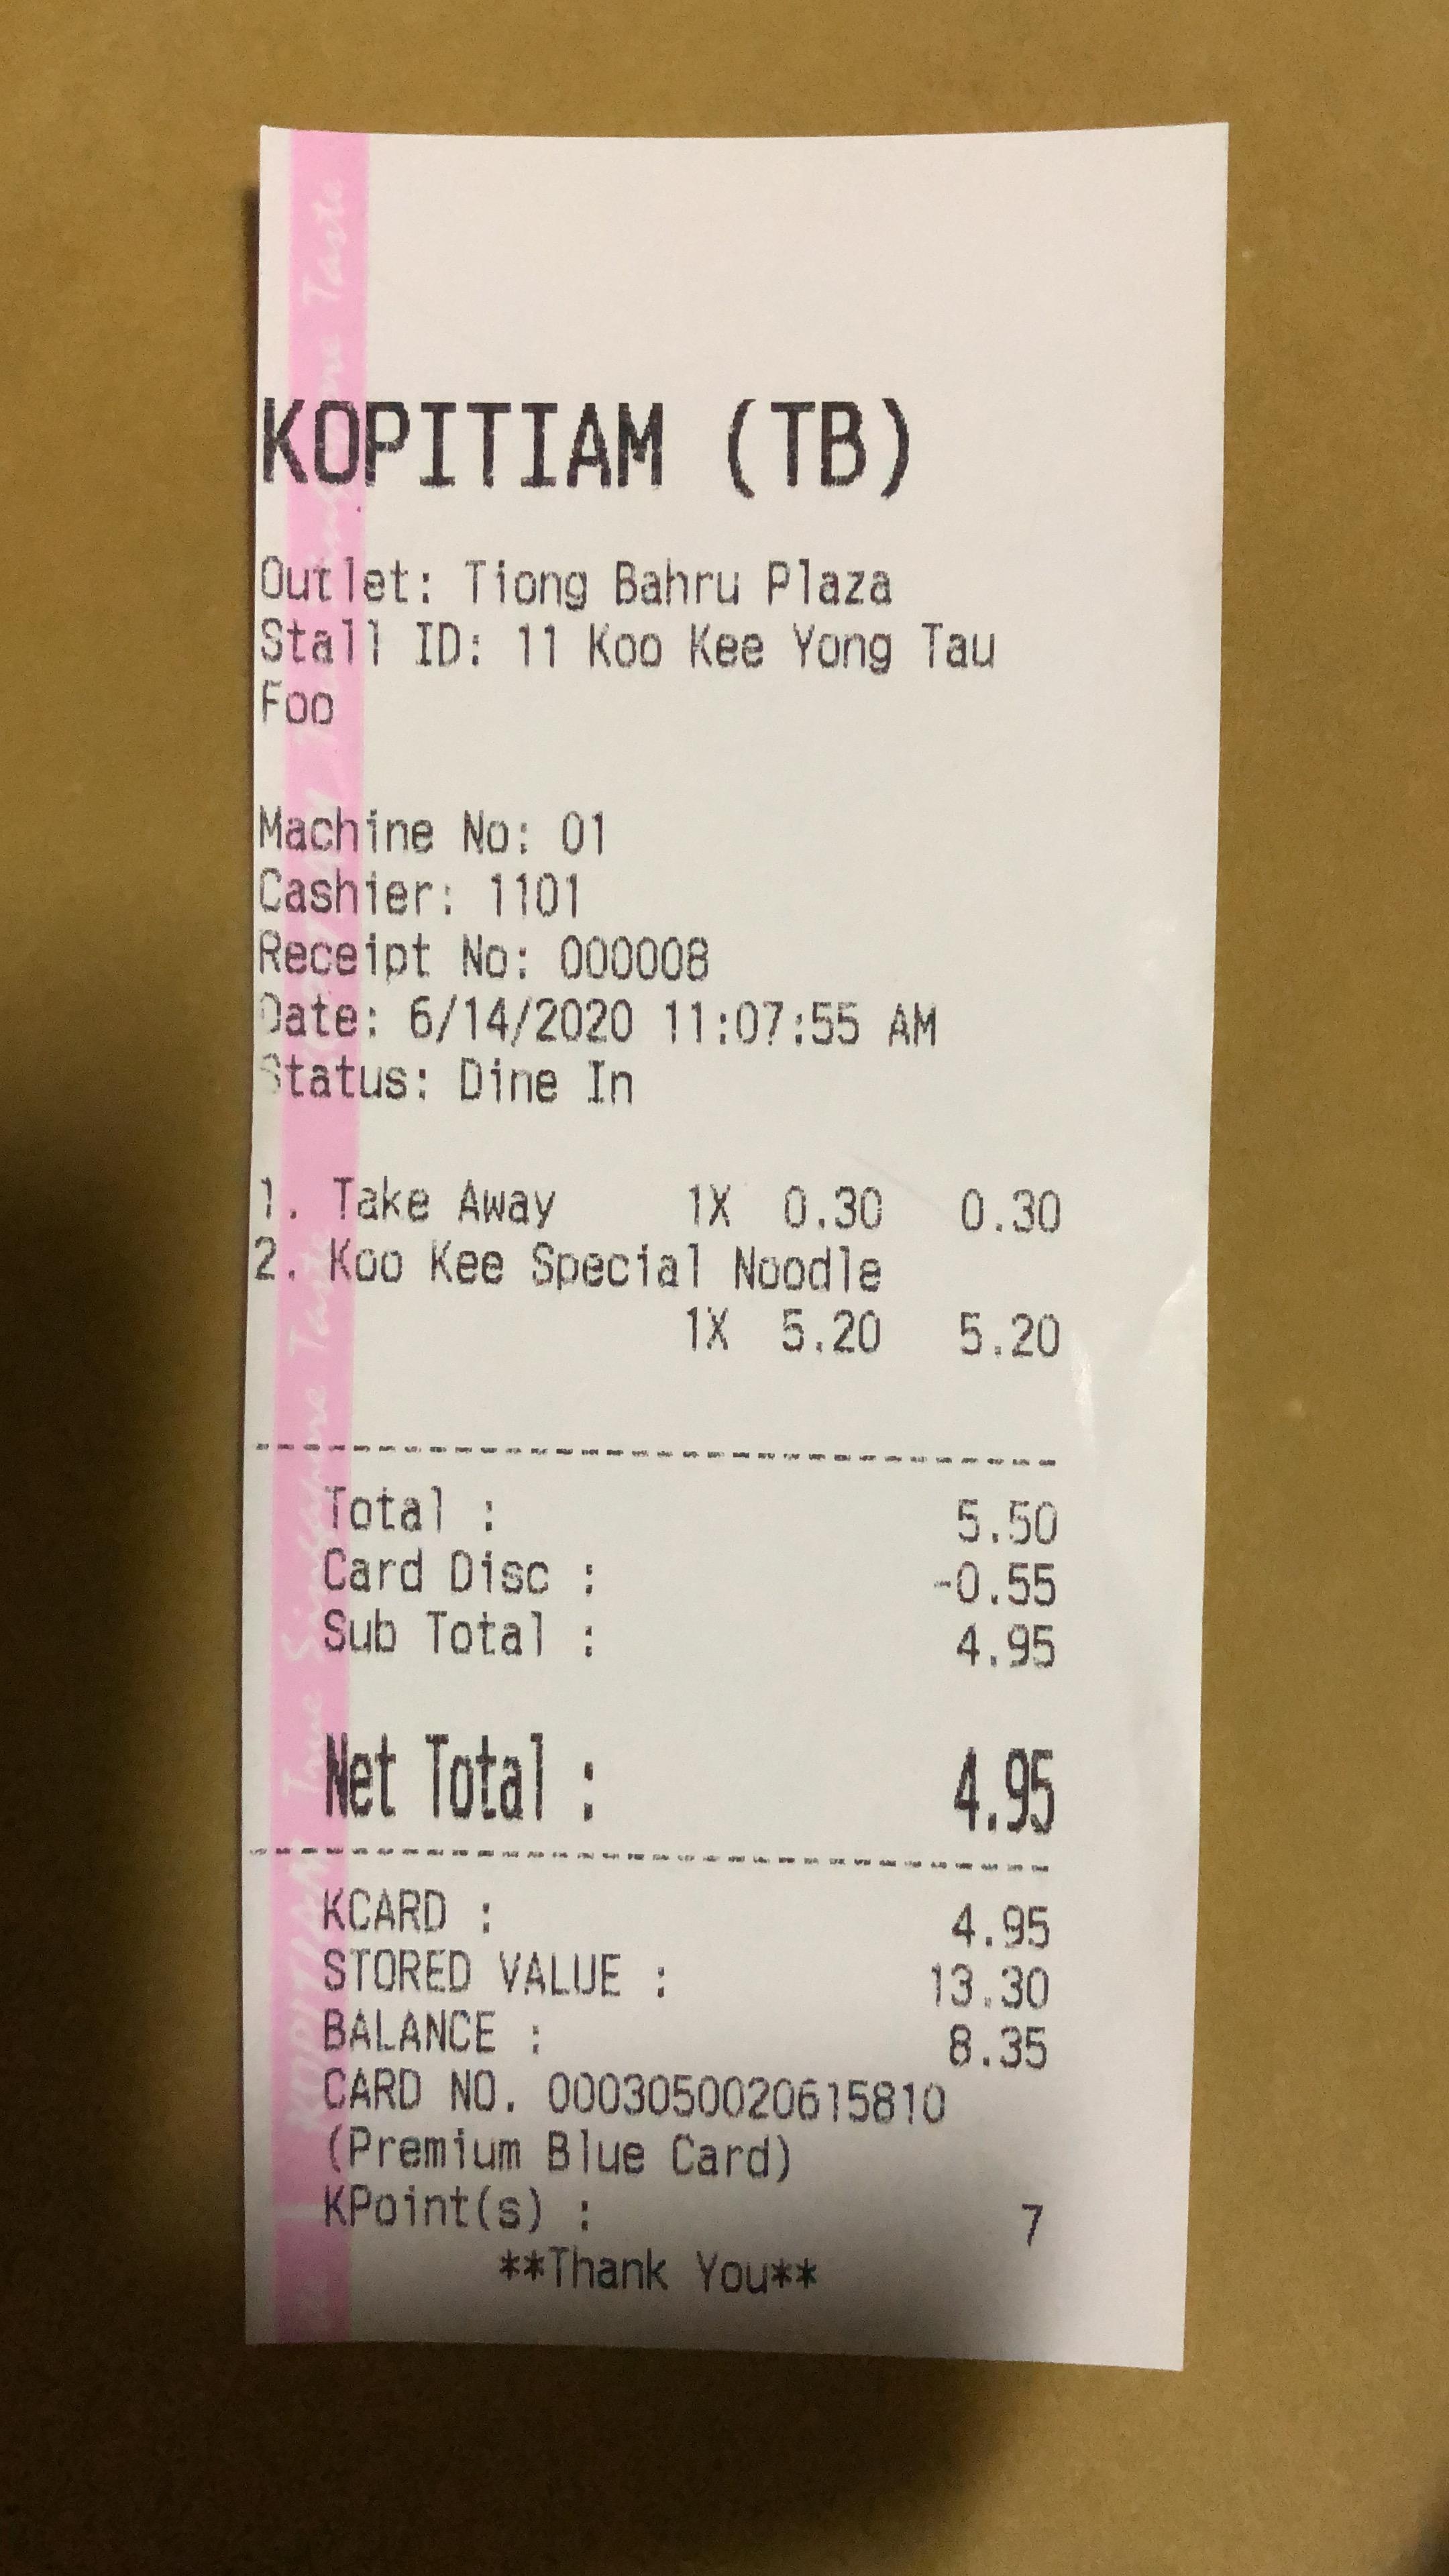 KOPITIAM (TB)
Outlet: Tiong Bahru Plaza
Stall ID: 11 Koo Kee Yong Tau
Foo
Machine No: 01
Cashier: 1101
Receipt No: 000008
Date: 6/14/2020 11:07:55 AM
Status: Dine In
1. Take Away 1X 0.30 0.30
2. Koo Kee Special Noodle
1X 5.20 5.20
Total : 5.50
Card Disc : -0.55
Sub Total : 4.95
Net Total : 4.95
KCARD : 4.95
STORED VALUE : 13.30
BALANCE : 8.35
CARD NO. 0003050020615810
(Premium Blue Card)
KPoint(s) : 7
**Thank You**